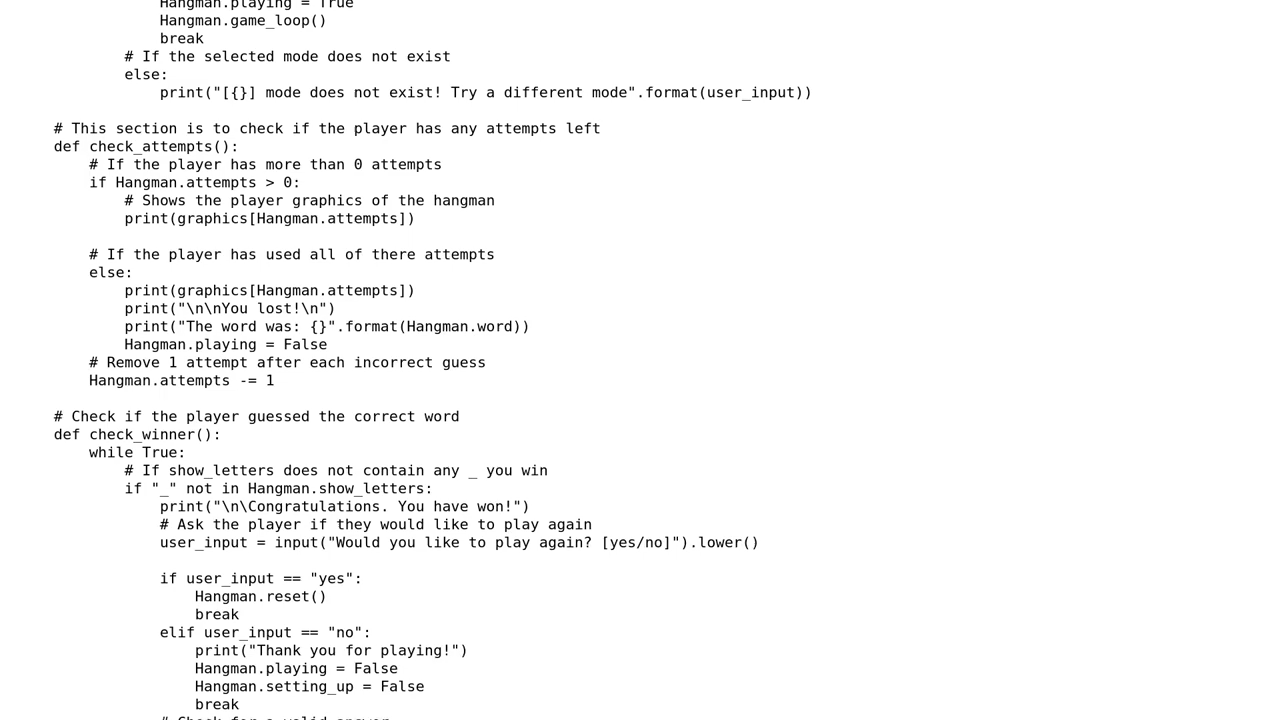 Hangman.playing = True
Hangman.game_loop()
break
# If the selected mode does not exist
else:
print("[{}] mode does not exist! Try a different mode".format(user_input))
# This section is to check if the player has any attempts left
def check_attempts():
# If the player has more than 0 attempts
if Hangman.attempts > 0:
# Shows the player graphics of the hangman
print(graphics[Hangman.attempts])
# If the player has used all of there attempts
else:
print(graphics[Hangman.attempts])
print("\n\nYou lost!\n")
print("The word was: {}".format(Hangman.word))
Hangman.playing = False
# Remove 1 attempt after each incorrect guess
Hangman.attempts -= 1
# Check if the player guessed the correct word
def check_winner():
while True:
# If show_letters does not contain any _ you win
if "_" not in Hangman.show_letters:
print("\n\Congratulations. You have won!")
# Ask the player if they would like to play again
user_input = input("Would you like to play again? [yes/no]").lower()
if user_input == "yes":
Hangman.reset()
break
elif user_input == "no":
print("Thank you for playing!")
Hangman.playing = False
Hangman.setting_up = False
break
# Check for a valid answer